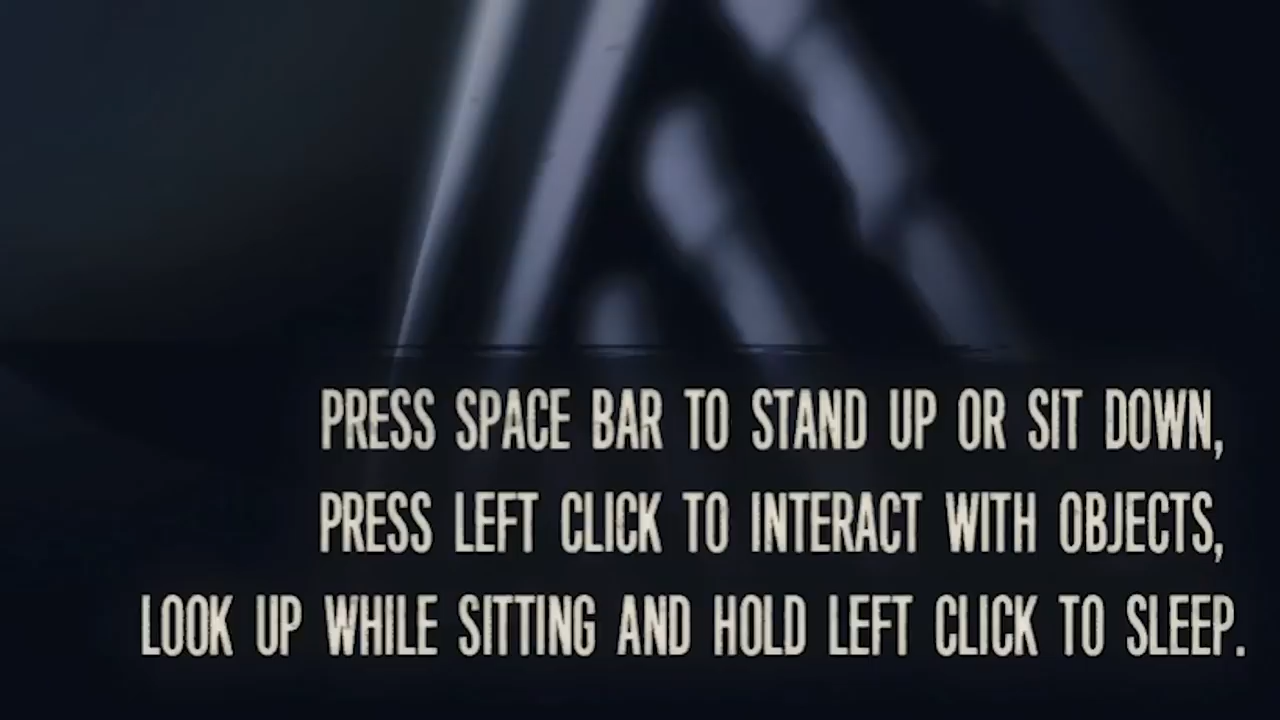 PRESS SPACE BAR TO STAND UP OR SIT DOWN,
PRESS LEFT CLICK TO INTERACT WITH OBJECTS,
LOOK UP WHILE SITTING AND HOLD LEFT CLICK TO SLEEP.